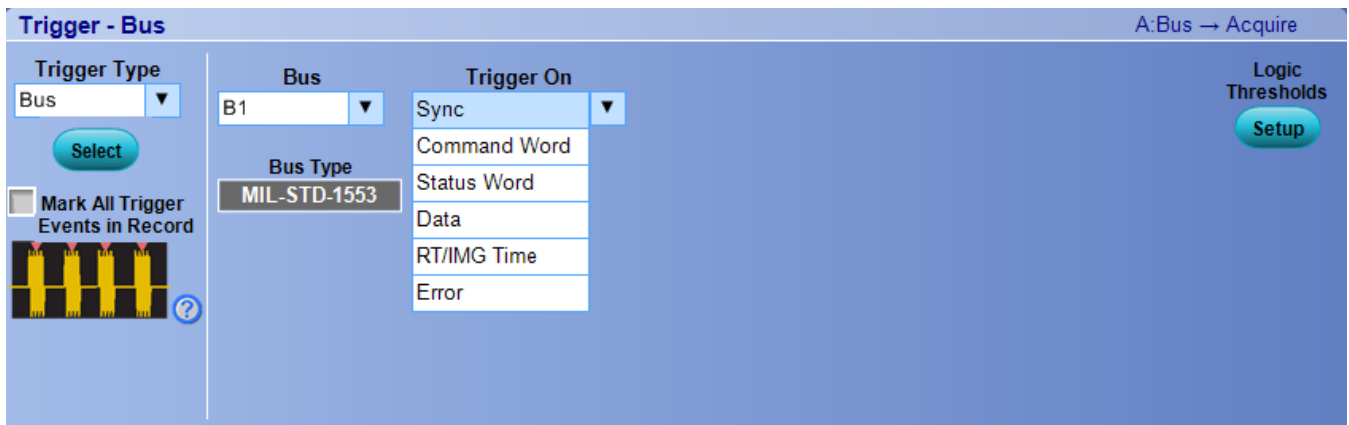 Trigger - Bus
A:Bus → Acquire
Trigger Type
Bus
Select
Mark All Trigger
Events in Record
Bus
B1
Bus Type
MIL-STD-1553
Trigger On
Sync
Command Word
Status Word
Data
RT/IMG Time
Error
Logic
Thresholds
Setup
?